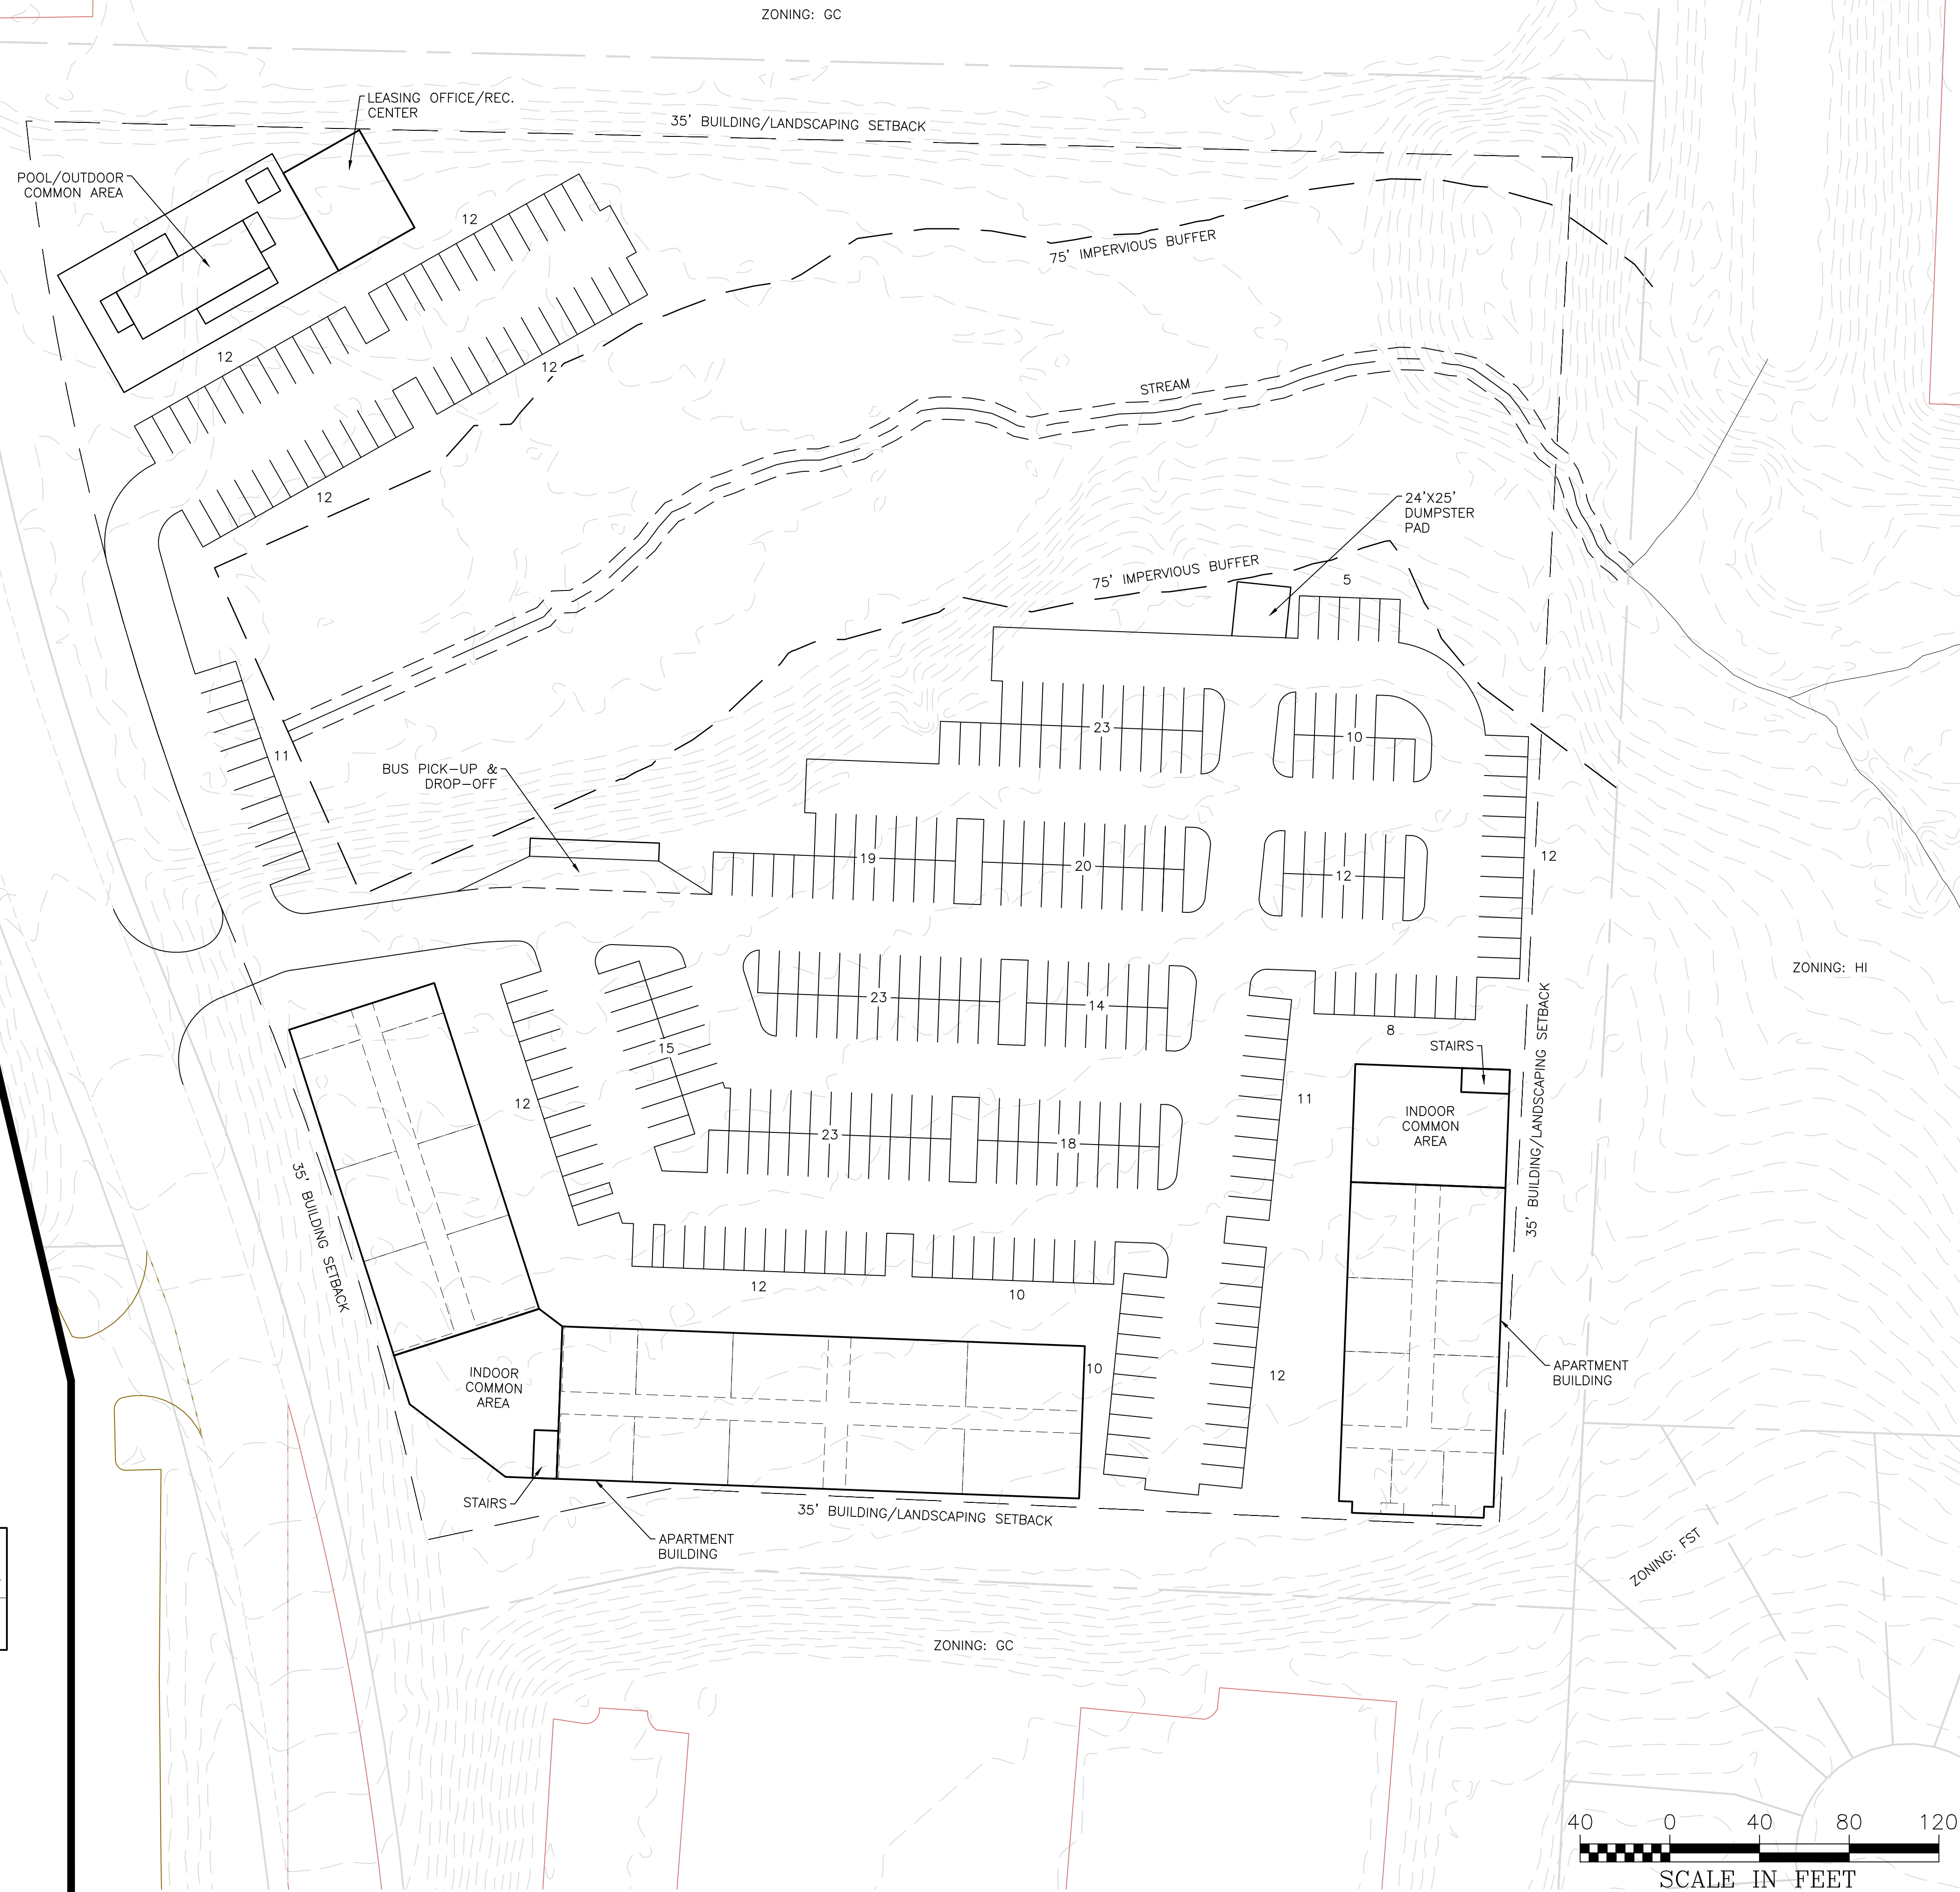 ZONING: GC
LEASING OFFICE/REC.
CENTER
35' BUILDING/LANDSCAPING SETBACK
POOL/OUTDOOR
COMMON AREA
12
75' IMPERVIOUS BUFFER
12
12
STREAM
12
24'X25'
DUMPSTER
PAD
75' IMPERVIOUS BUFFER
5
23
10
11
BUS PICK-UP &
DROP-OFF
19
20
12
12
ZONING: HI
23
14
8
15
STAIRS
12
11
INDOOR
COMMON
AREA
35' BUILDING/LANDSCAPING SETBACK
23
18
35' BUILDING SETBACK
12
10
INDOOR
COMMON
AREA
10
12
APARTMENT
BUILDING
STAIRS
35' BUILDING/LANDSCAPING SETBACK
APARTMENT
BUILDING
ZONING: FST
ZONING: GC
40 0 40 80 120
SCALE IN FEET